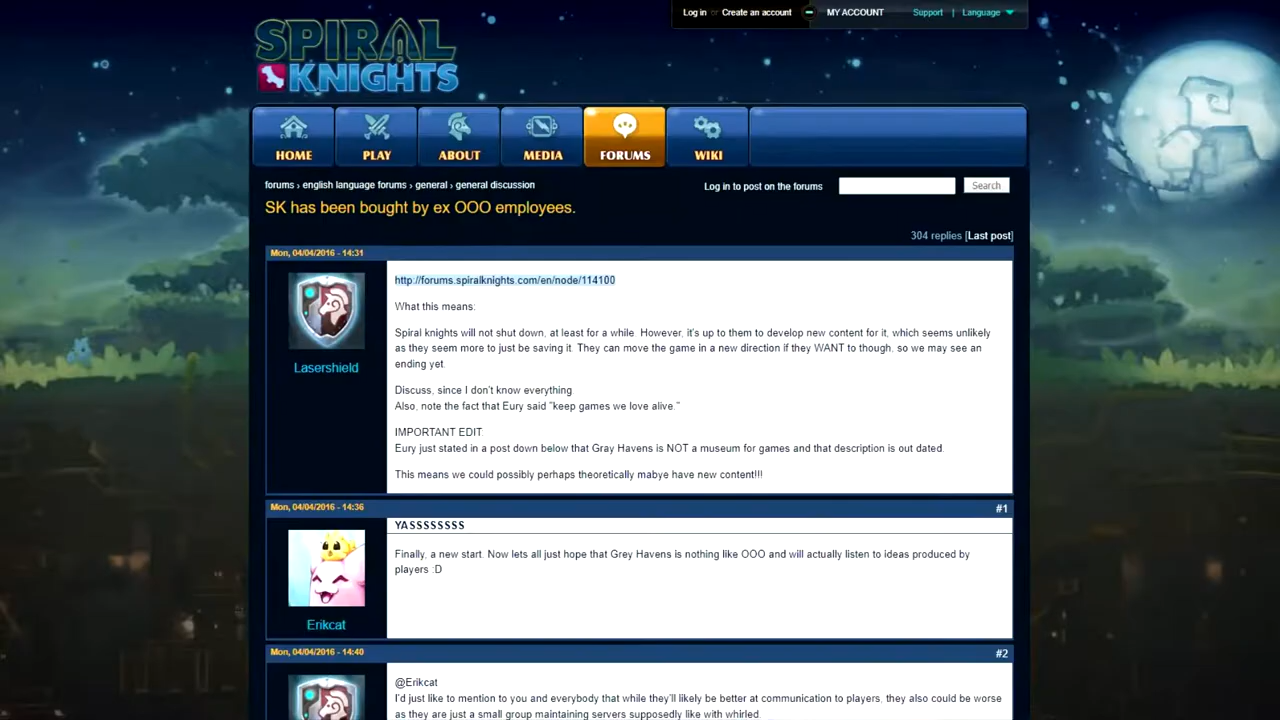 Log in or Create an account MY ACCOUNT Support | Language
SPIRAL
KNIGHTS
HOME PLAY ABOUT MEDIA FORUMS WIKI
forums › english language forums › general › general discussion
Log in to post on the forums Search
SK has been bought by ex OOO employees.
304 replies [Last post]
Mon, 04/04/2016 - 14:31
Lasershield
http://forums.spiralknights.com/en/node/114100
What this means:
Spiral knights will not shut down, at least for a while. However, it's up to them to develop new content for it, which seems unlikely
as they seem more to just be saving it. They can move the game in a new direction if they WANT to though, so we may see an
ending yet.
Discuss, since I don't know everything.
Also, note the fact that Eury said "keep games we love alive."
IMPORTANT EDIT.
Eury just stated in a post down below that Gray Havens is NOT a museum for games and that description is out dated.
This means we could possibly perhaps theoretically mabye have new content!!!
Mon, 04/04/2016 - 14:36 #1
Erikcat
YASSSSSSSS
Finally, a new start. Now lets all just hope that Grey Havens is nothing like OOO and will actually listen to ideas produced by
players :D
Mon, 04/04/2016 - 14:40 #2
@Erikcat
I'd just like to mention to you and everybody that while they'll likely be better at communication to players, they also could be worse
as they are just a small group maintaining servers supposedly like with whirled.